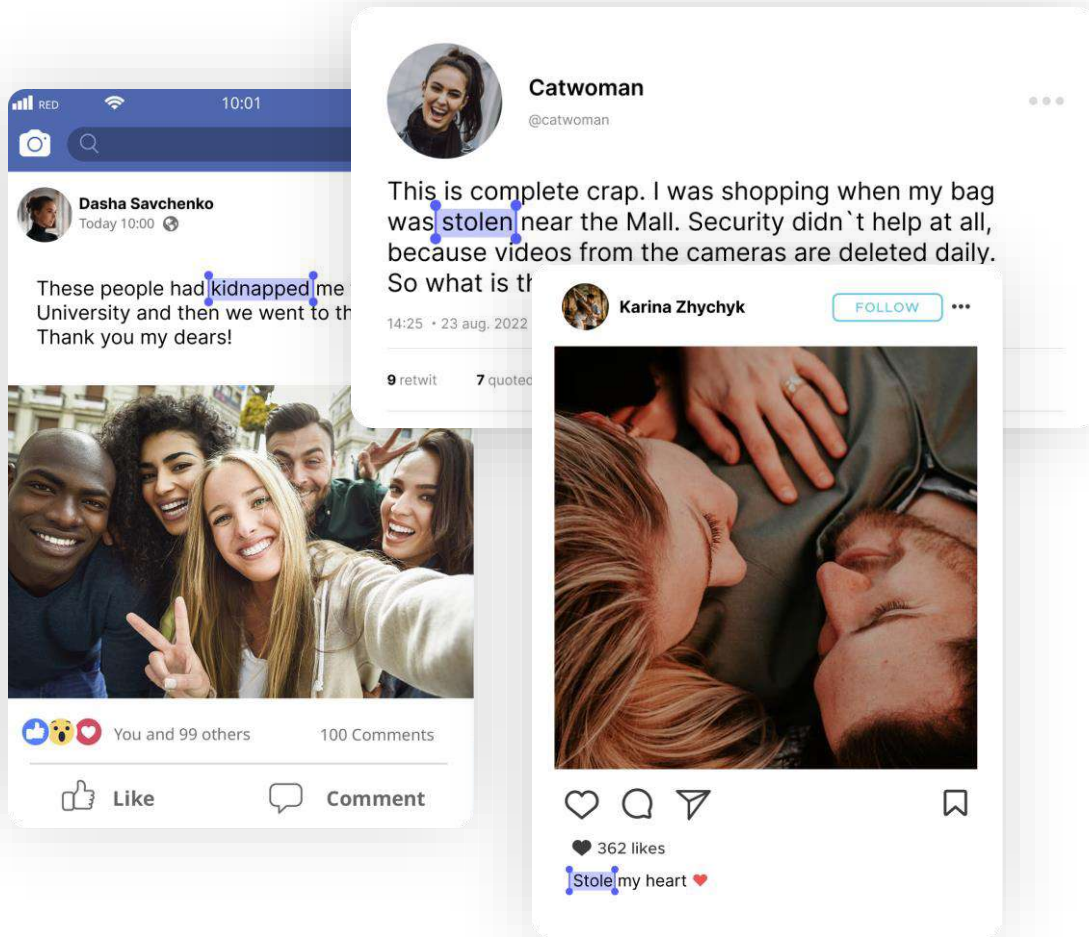 RED
10:01
Dasha Savchenko
Today 10:00
These people had kidnapped me
University and then we went to th
Thank you my dears!
You and 99 others
100 Comments
Like
Comment
Catwoman
@catwoman
This is complete crap. I was shopping when my bag
was stolen near the Mall. Security didn`t help at all,
because videos from the cameras are deleted daily.
So what is th
14:25 • 23 aug. 2022
9 retwit
7 quoted
Karina Zhychyk
FOLLOW
362 likes
Stole my heart